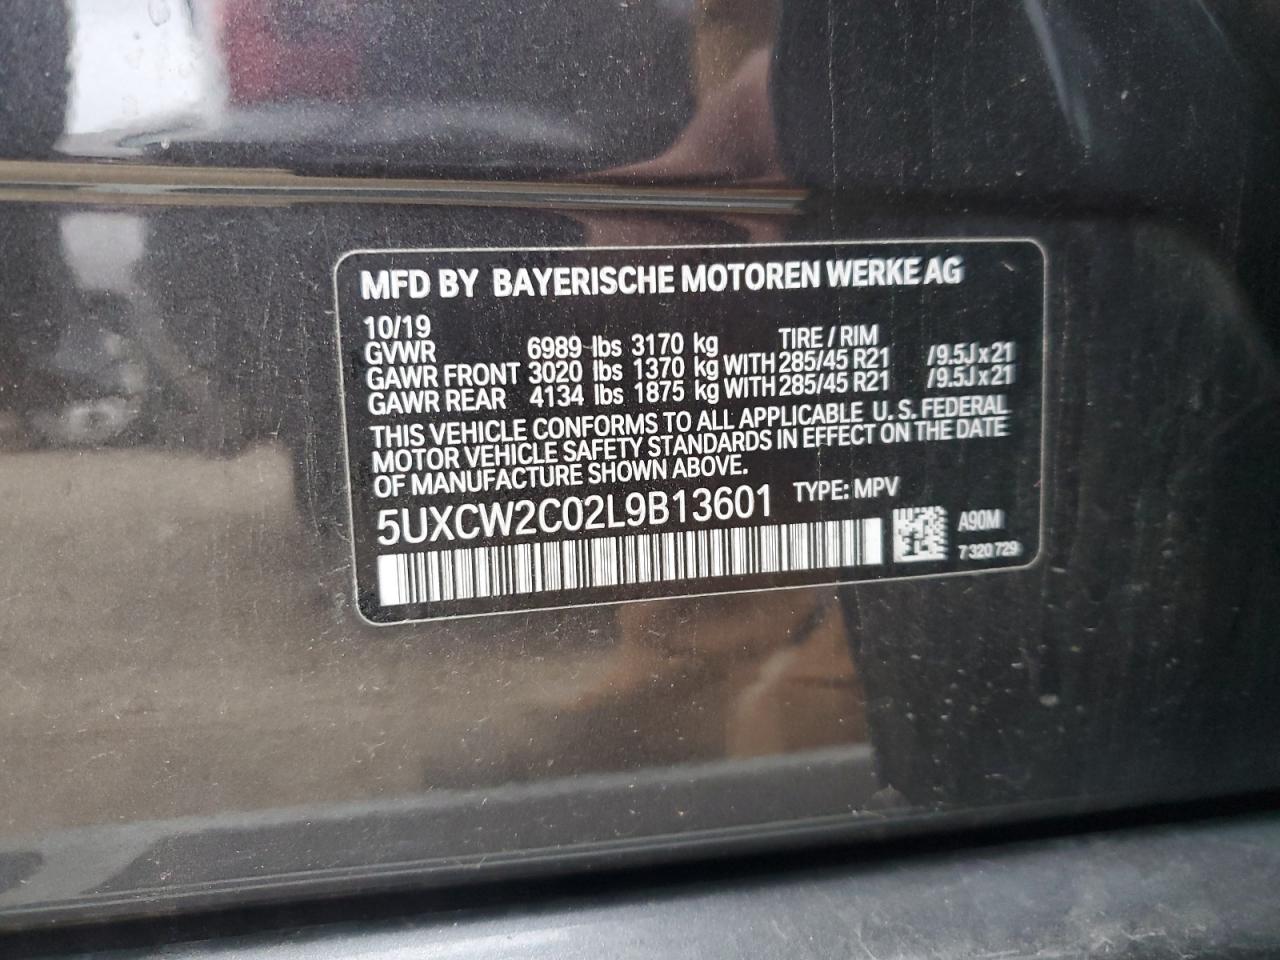 MFD BY BAYERISCHE MOTOREN WERKE AG
10/19 TIRE / RIM
GVWR 6989 lbs 3170 kg
GAWR FRONT 3020 lbs 1370 kg WITH 285/45 R21 /9.5J x 21
GAWR REAR 4134 lbs 1875 kg WITH 285/45 R21 /9.5J x 21
THIS VEHICLE CONFORMS TO ALL APPLICABLE U.S. FEDERAL
MOTOR VEHICLE SAFETY STANDARDS IN EFFECT ON THE DATE
OF MANUFACTURE SHOWN ABOVE.
5UXCW2C02L9B13601 TYPE: MPV
A90M
7 320 729